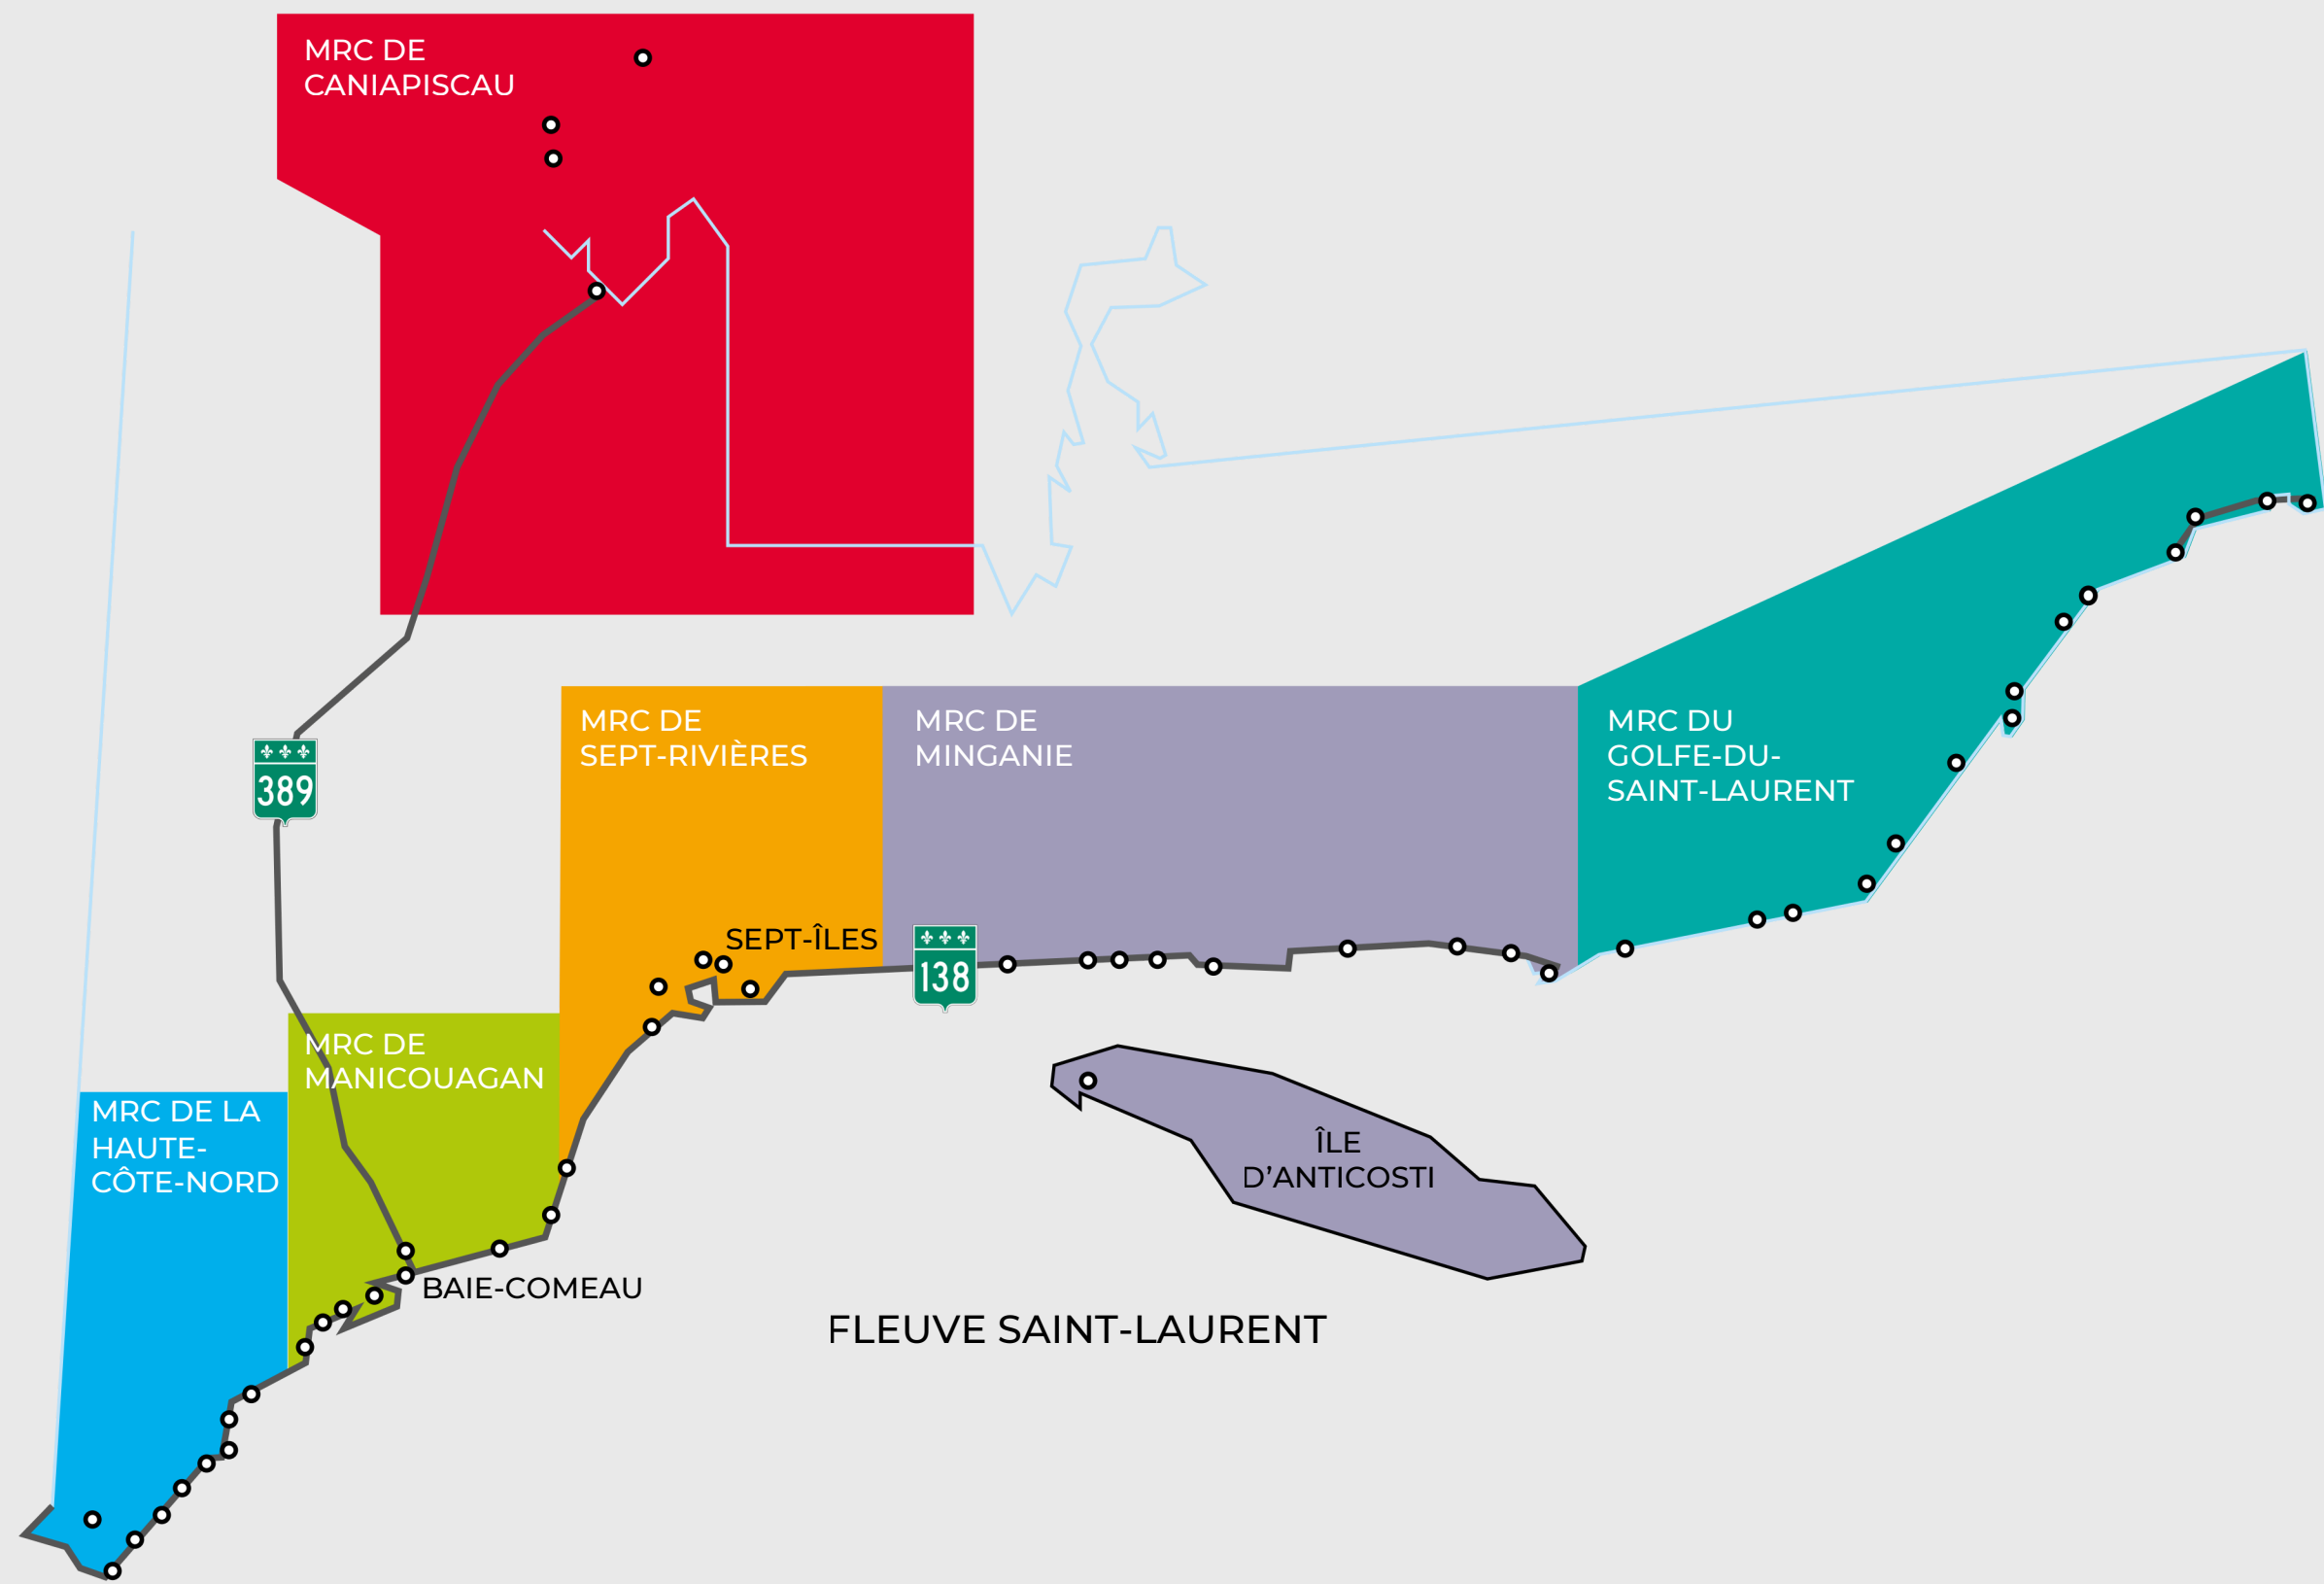 MRC DE
CANIAPISCAU
MRC DE
SEPT-RIVIÈRES
MRC DE
MINGANIE
MRC DU
GOLFE-DU-
SAINT-LAURENT
389
SEPT-ÎLES
138
MRC DE
MANICOUAGAN
MRC DE LA
HAUTE-
CÔTE-NORD
ÎLE
D’ANTICOSTI
BAIE-COMEAU
FLEUVE SAINT-LAURENT